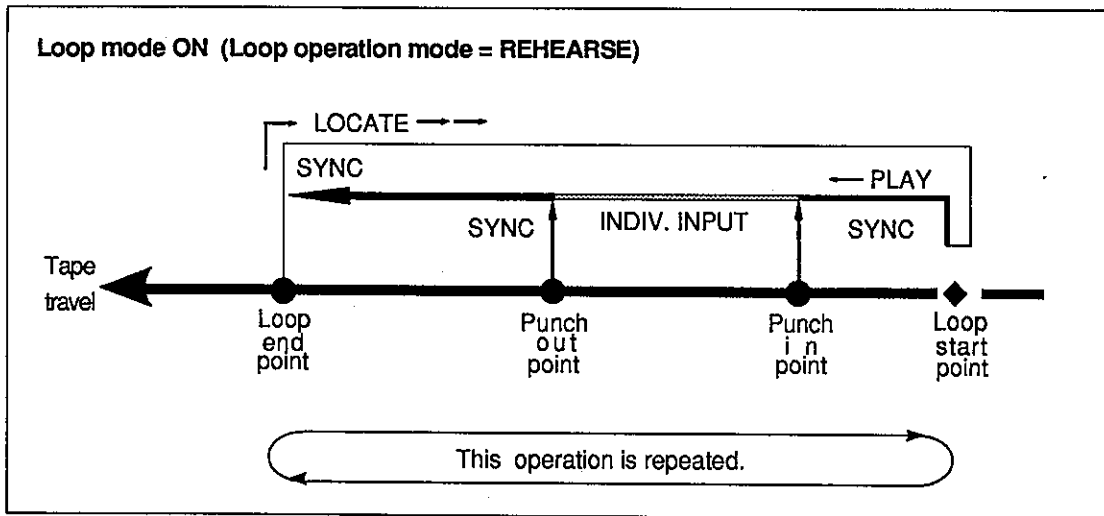 Loop mode ON (Loop operation mode = REHEARSE)
LOCATE
SYNC
PLAY
SYNC
INDIV. INPUT
SYNC
Tape
travel
Loop
end
point
Punch
out
point
Punch
in
point
Loop
start
point
This operation is repeated.